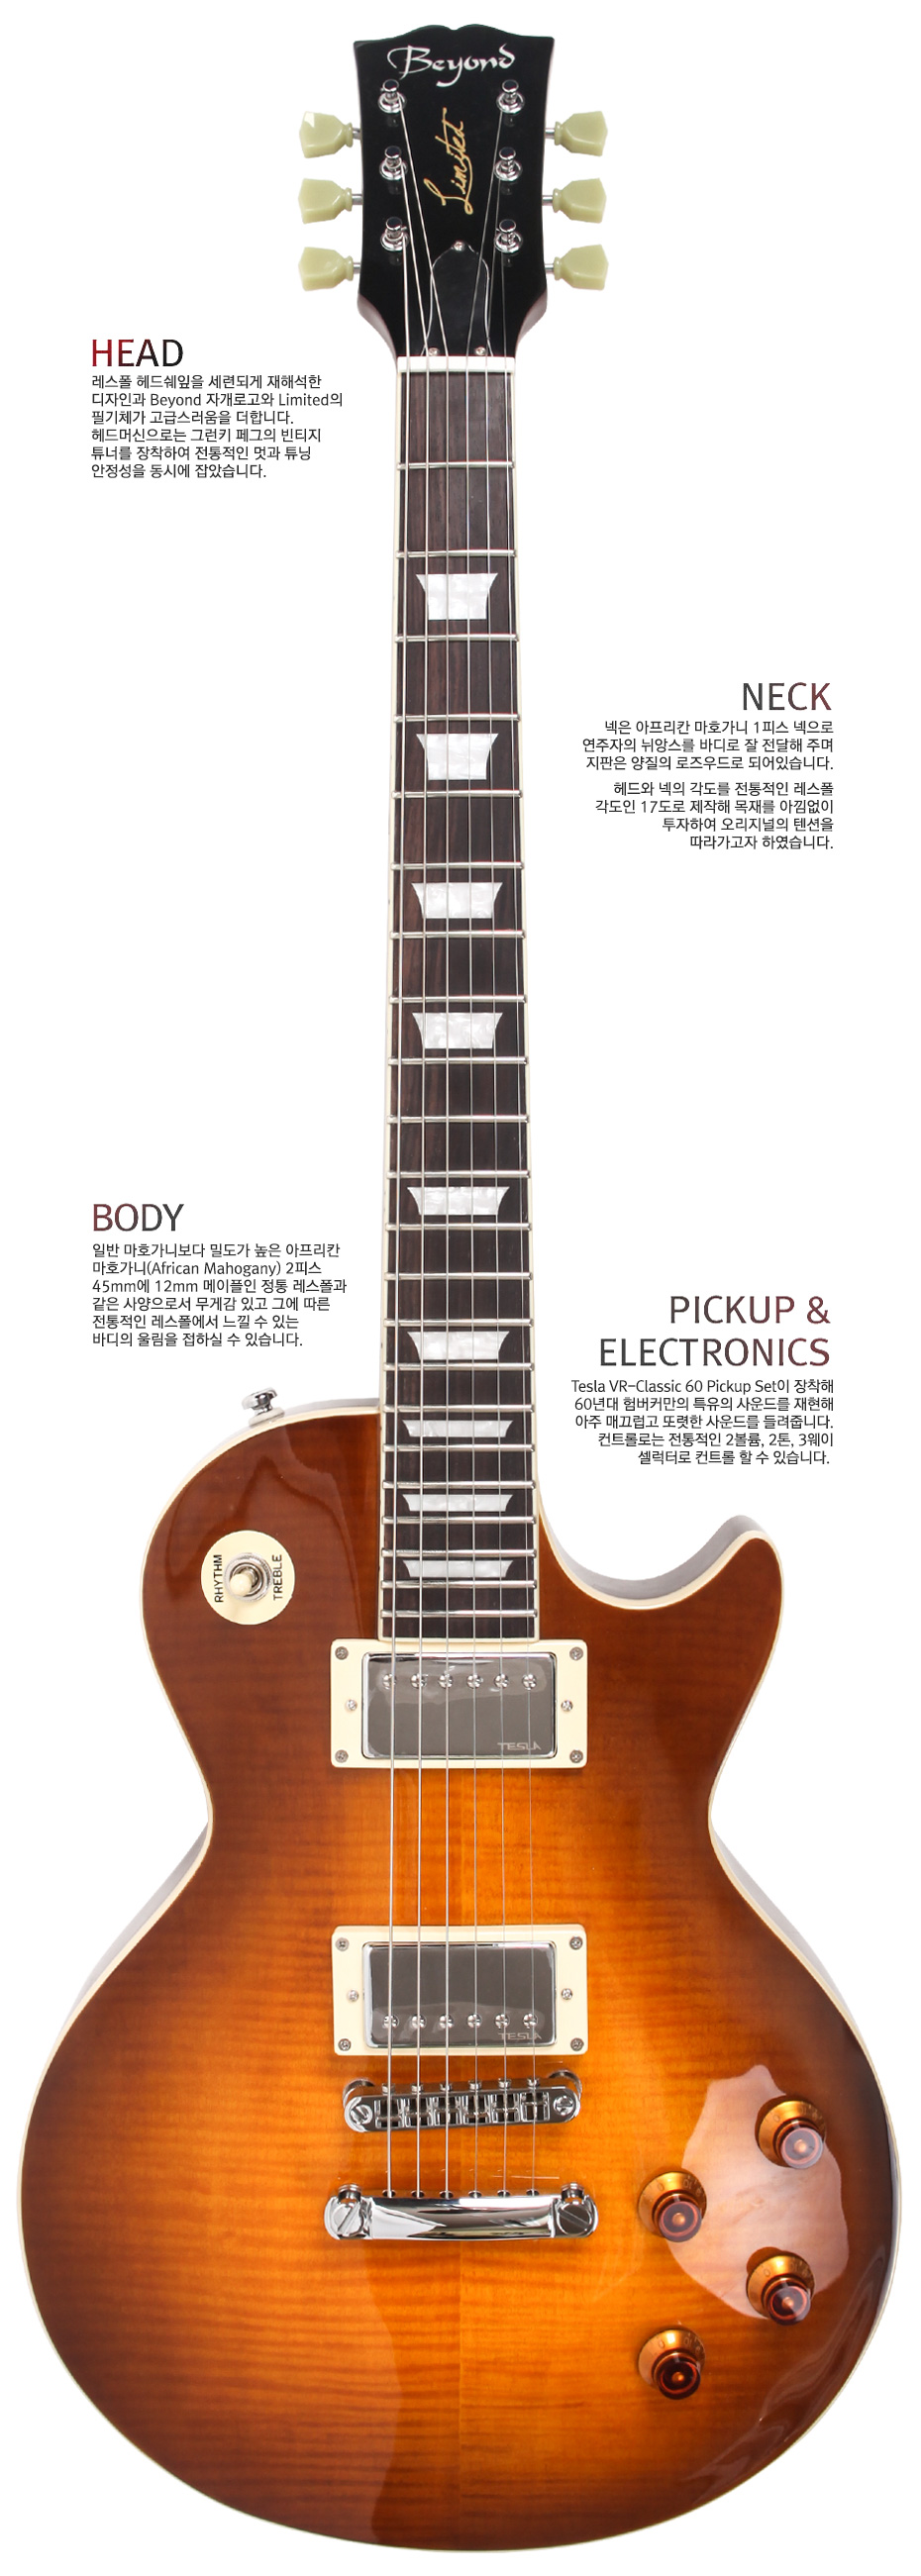 Beyond
Limited
HEAD
레스폴 헤드쉐잎을 세련되게 재해석한
디자인과 Beyond 자개로고와 Limited의
필기체가 고급스러움을 더합니다.
헤드머신으로는 그런키 페그의 빈티지
튜너를 장착하여 전통적인 멋과 튜닝
안정성을 동시에 잡았습니다.
NECK
넥은 아프리칸 마호가니 1피스 넥으로
연주자의 뉘앙스를 바디로 잘 전달해 주며
지판은 양질의 로즈우드로 되어있습니다.
헤드와 넥의 각도를 전통적인 레스폴
각도인 17도로 제작해 목재를 아낌없이
투자하여 오리지널의 텐션을
따라가고자 하였습니다.
BODY
일반 마호가니보다 밀도가 높은 아프리칸
마호가니(African Mahogany) 2피스
45mm에 12mm 메이플인 정통 레스폴과
같은 사양으로서 무게감 있고 그에 따른
전통적인 레스폴에서 느낄 수 있는
바디의 울림을 접하실 수 있습니다.
PICKUP &
ELECTRONICS
Tesla VR-Classic 60 Pickup Set이 장착해
60년대 험버커만의 특유의 사운드를 재현해
아주 매끄럽고 또렷한 사운드를 들려줍니다.
컨트롤로는 전통적인 2볼륨, 2톤, 3웨이
셀럭터로 컨트롤 할 수 있습니다.
RHYTHM
TREBLE
TESLA
TESLA